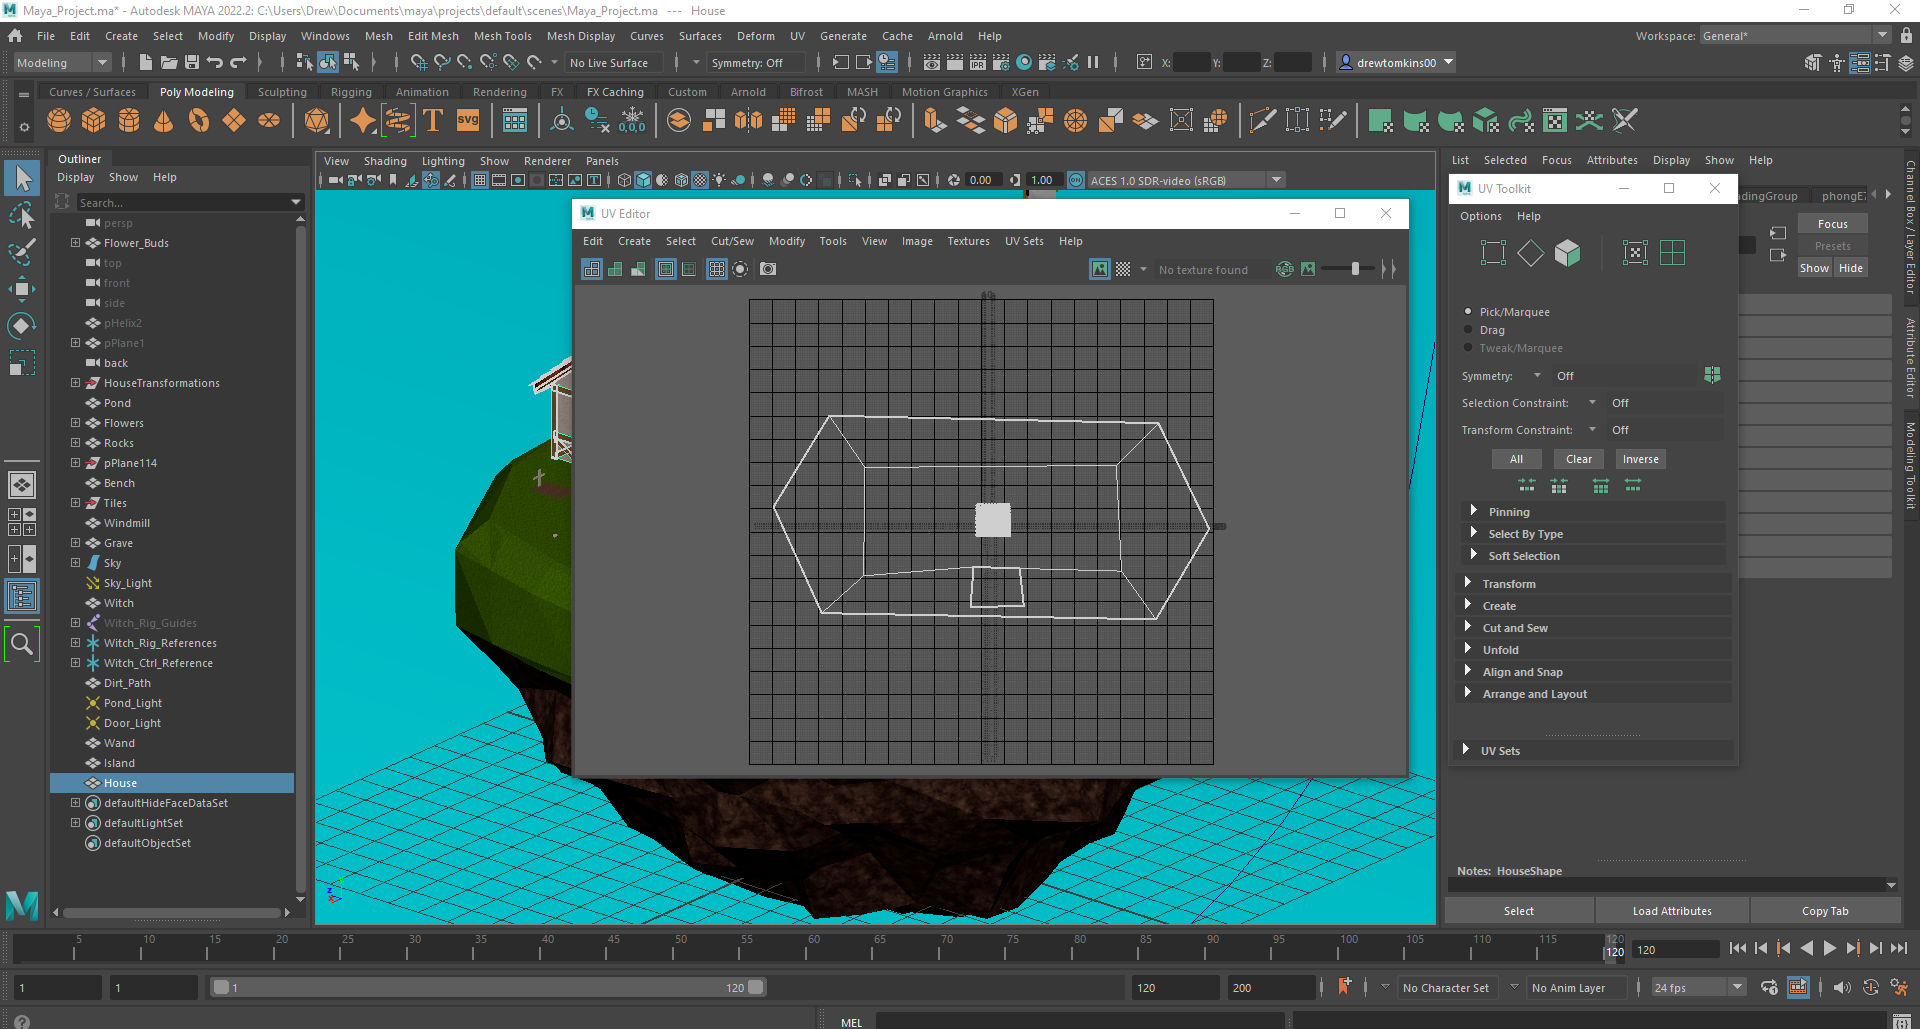 Maya_Project.ma* - Autodesk MAYA 2022.2: C:\Users\Drew\Documents\maya\projects\default\scenes\Maya_Project.ma --- House
File Edit Create Select Modify Display Windows Mesh Edit Mesh Mesh Tools Mesh Display Curves Surfaces Deform UV Generate Cache Arnold Help
Workspace: General*
Modeling No Live Surface Symmetry: Off IPR X: Y: Z: drewtomkins00
Curves / Surfaces Poly Modeling Sculpting Rigging Animation Rendering FX FX Caching Custom Arnold Bifrost MASH Motion Graphics XGen
T SVG 0,0,0
Outliner
Display Show Help
Search...
persp
Flower_Buds
top
front
side
pHelix2
pPlane1
back
HouseTransformations
Pond
Flowers
Rocks
pPlane114
Bench
Tiles
Windmill
Grave
Sky
Sky_Light
Witch
Witch_Rig_Guides
Witch_Rig_References
Witch_Ctrl_Reference
Dirt_Path
Pond_Light
Door_Light
Wand
Island
House
defaultHideFaceDataSet
defaultLightSet
defaultObjectSet
View Shading Lighting Show Renderer Panels
0.00 1.00 ACES 1.0 SDR-video (sRGB)
UV Editor
Edit Create Select Cut/Sew Modify Tools View Image Textures UV Sets Help
No texture found
RGB
z
x
List Selected Focus Attributes Display Show Help
UV Toolkit
Options Help
Pick/Marquee
Drag
Tweak/Marquee
Symmetry: Off
Selection Constraint: Off
Transform Constraint: Off
All Clear Inverse
Pinning
Select By Type
Soft Selection
Transform
Create
Cut and Sew
Unfold
Align and Snap
Arrange and Layout
UV Sets
dingGroup phongE
Focus
Presets
Show Hide
Channel Box / Layer Editor
Attribute Editor
Modeling Toolkit
Notes: HouseShape
Select Load Attributes Copy Tab
5 10 15 20 25 30 35 40 45 50 55 60 65 70 75 80 85 90 95 100 105 110 115 120
120
120
1 1 1 120 120 200 No Character Set No Anim Layer 24 fps
MEL